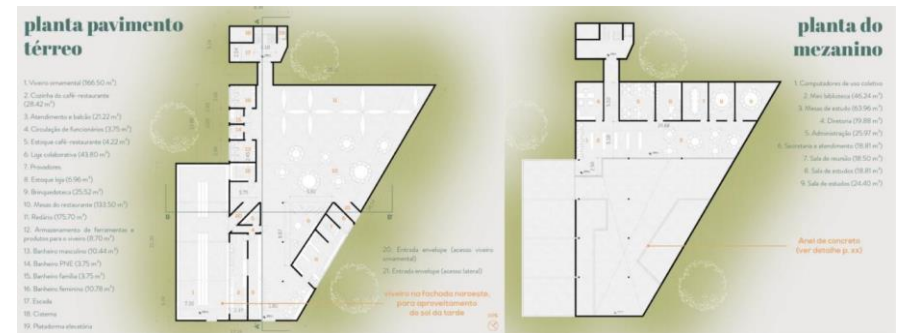 planta pavimento
térreo
1. Viveiro ornamental (166.50 m²)
2. Cozinha do café-restaurante
(28.42 m²)
3. Atendimento e balcão (21.22 m²)
4. Circulação de funcionários (3.75 m²)
5. Estoque café-restaurante (4.22 m²)
6. Loja colaborativa (43.80 m²)
7. Provadores
8. Estoque loja (6.96 m²)
9. Brinquedoteca (25.52 m²)
10. Mesas do restaurante (133.50 m²)
11. Redário (175.70 m²)
12. Armazenamento de ferramentas e
produtos para o viveiro (8.70 m²)
13. Banheiro masculino (10.44 m²)
14. Banheiro PNE (3.75 m²)
15. Banheiro família (3.75 m²)
16. Banheiro feminino (10.78 m²)
17. Escada
18. Cisterna
19. Plataforma elevatória
20. Entrada envelope (acesso viveiro
ornamental)
21. Entrada envelope (acesso lateral)
viveiro na fachada noroeste,
para aproveitamento
do sol da tarde
planta do
mezanino
1. Computadores de uso coletivo
2. Mini biblioteca (46.24 m²)
3. Mesas de estudo (63.96 m²)
4. Diretoria (19.88 m²)
5. Administração (25.97 m²)
6. Secretaria e atendimento (18.81 m²)
7. Sala de reunião (18.50 m²)
8. Sala de estudos (18.81 m²)
9. Sala de estudos (24.40 m²)
Anel de concreto
(ver detalhe p. xx)